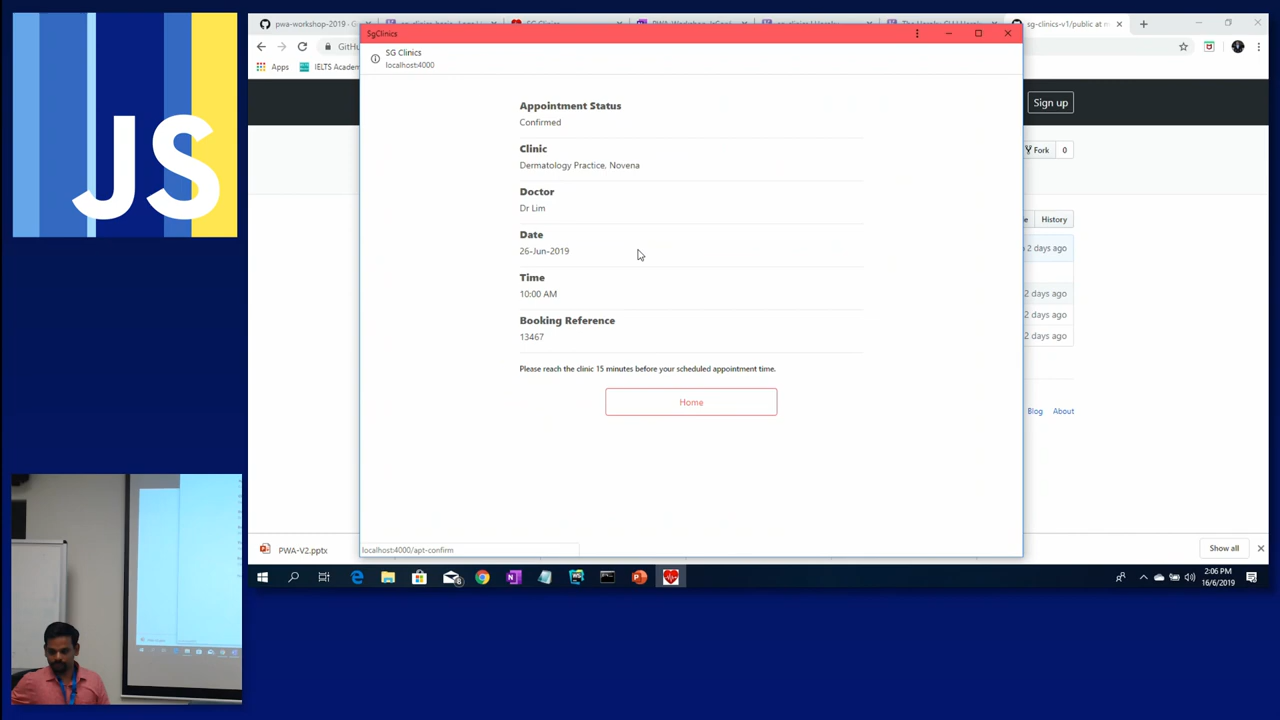 JS
pwa-workshop-2019 - G
SG Clinics
sg-clinics-v1/public at m
GitHu
Apps
IELTS Academ
SgClinics
SG Clinics
localhost:4000
Sign up
Fork
0
History
2 days ago
2 days ago
2 days ago
2 days ago
Blog
About
Appointment Status
Confirmed
Clinic
Dermatology Practice, Novena
Doctor
Dr Lim
Date
26-Jun-2019
Time
10:00 AM
Booking Reference
13467
Please reach the clinic 15 minutes before your scheduled appointment time.
Home
localhost:4000/apt-confirm
PWA-V2.pptx
Show all
2:06 PM
16/6/2019